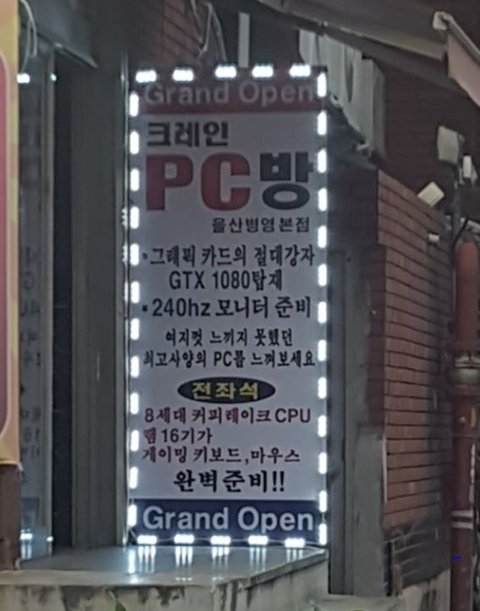 Grand Open
크레인
PC방
울산병영본점
·그래픽 카드의 절대강자
GTX 1080탑재
·240hz 모니터 준비
여지껏 느끼지 못했던
최고사양의 PC를 느껴보세요
전좌석
8세대 커피레이크 CPU
램 16기가
게이밍 키보드, 마우스
완벽준비!!
Grand Open